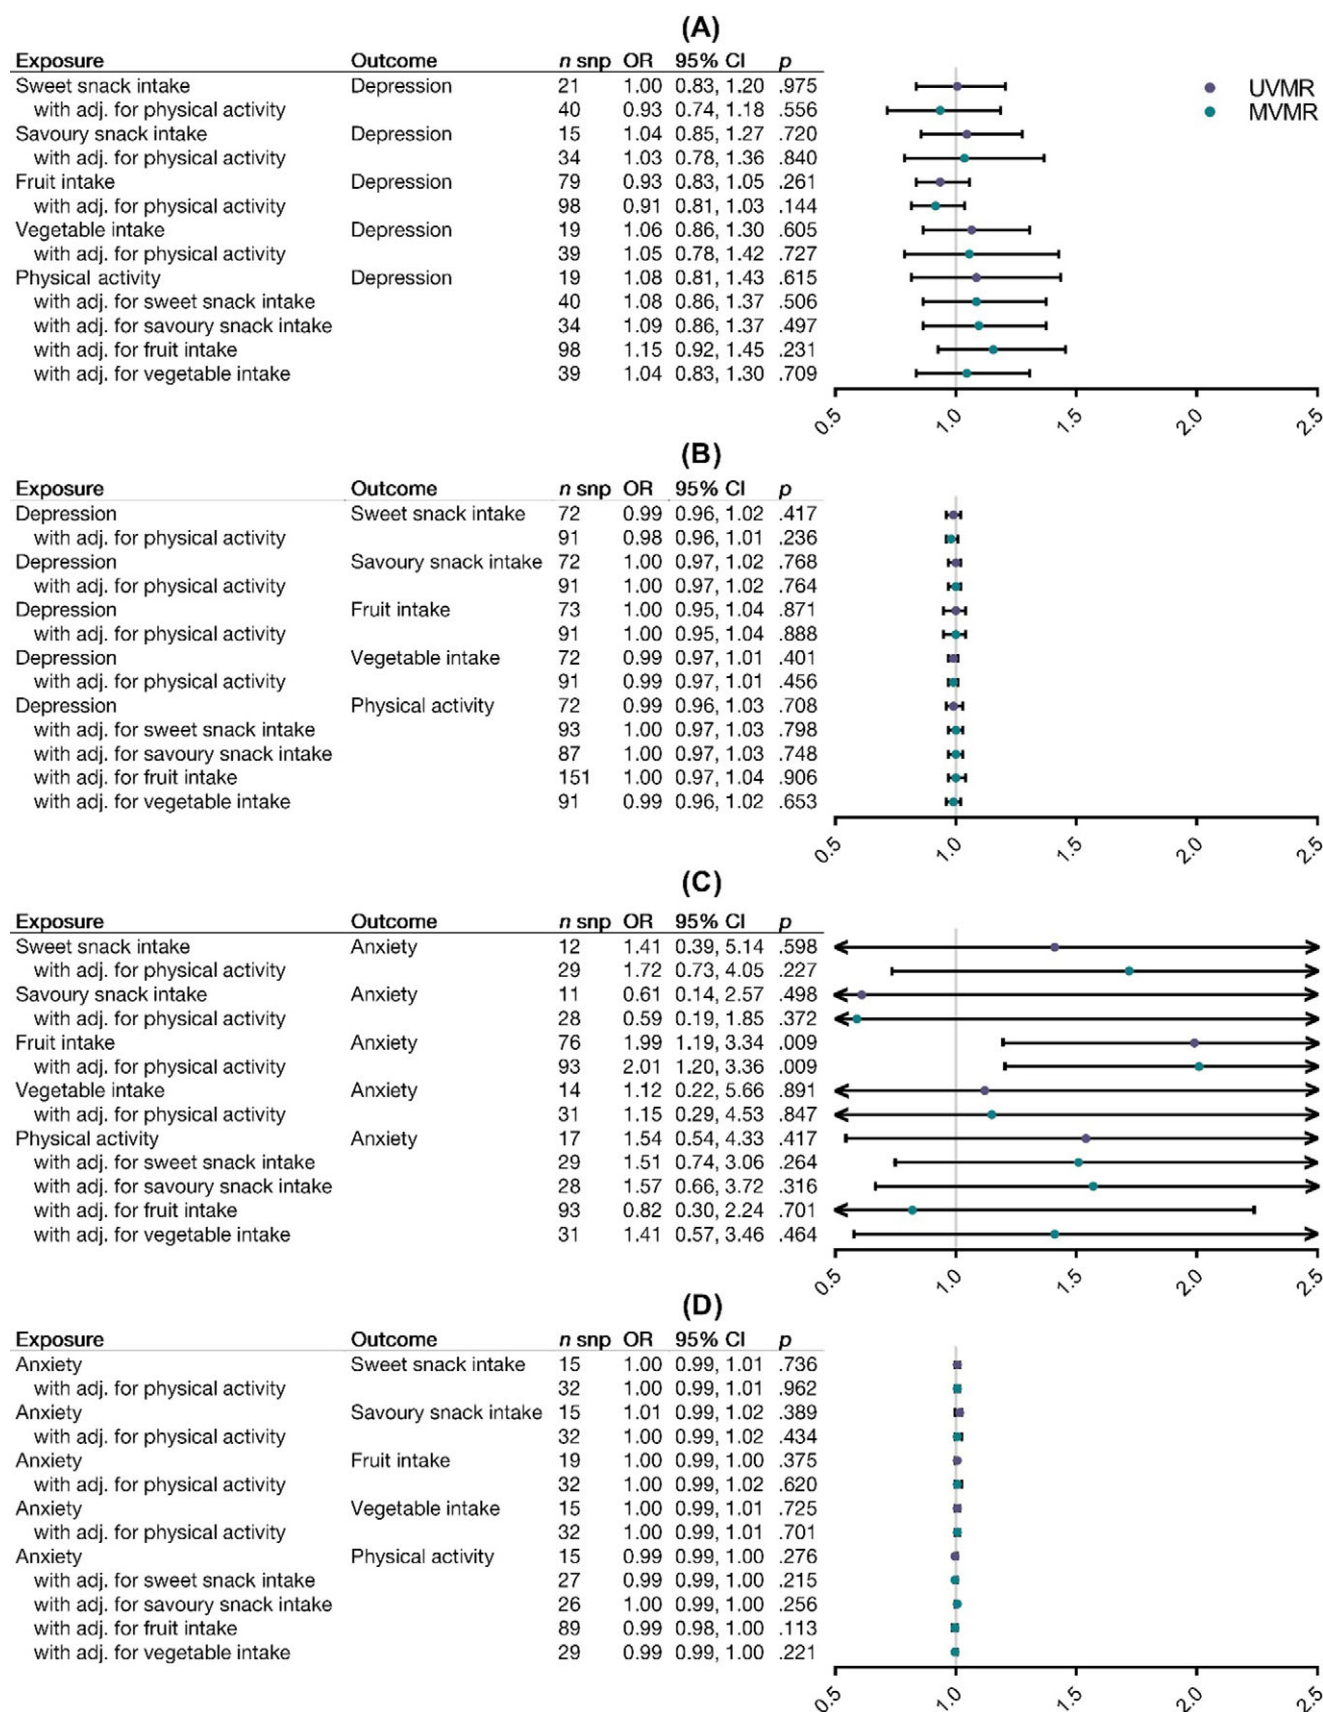 (A)
Exposure Outcome n snp OR 95% CI p
Sweet snack intake Depression 21 1.00 0.83, 1.20 .975
with adj. for physical activity 40 0.93 0.74, 1.18 .556
Savoury snack intake Depression 15 1.04 0.85, 1.27 .720
with adj. for physical activity 34 1.03 0.78, 1.36 .840
Fruit intake Depression 79 0.93 0.83, 1.05 .261
with adj. for physical activity 98 0.91 0.81, 1.03 .144
Vegetable intake Depression 19 1.06 0.86, 1.30 .605
with adj. for physical activity 39 1.05 0.78, 1.42 .727
Physical activity Depression 19 1.08 0.81, 1.43 .615
with adj. for sweet snack intake 40 1.08 0.86, 1.37 .506
with adj. for savoury snack intake 34 1.09 0.86, 1.37 .497
with adj. for fruit intake 98 1.15 0.92, 1.45 .231
with adj. for vegetable intake 39 1.04 0.83, 1.30 .709
UVMR
MVMR
0.5 1.0 1.5 2.0 2.5
(B)
Exposure Outcome n snp OR 95% CI p
Depression Sweet snack intake 72 0.99 0.96, 1.02 .417
with adj. for physical activity 91 0.98 0.96, 1.01 .236
Depression Savoury snack intake 72 1.00 0.97, 1.02 .768
with adj. for physical activity 91 1.00 0.97, 1.02 .764
Depression Fruit intake 73 1.00 0.95, 1.04 .871
with adj. for physical activity 91 1.00 0.95, 1.04 .888
Depression Vegetable intake 72 0.99 0.97, 1.01 .401
with adj. for physical activity 91 0.99 0.97, 1.01 .456
Depression Physical activity 72 0.99 0.96, 1.03 .708
with adj. for sweet snack intake 93 1.00 0.97, 1.03 .798
with adj. for savoury snack intake 87 1.00 0.97, 1.03 .748
with adj. for fruit intake 151 1.00 0.97, 1.04 .906
with adj. for vegetable intake 91 0.99 0.96, 1.02 .653
0.5 1.0 1.5 2.0 2.5
(C)
Exposure Outcome n snp OR 95% CI p
Sweet snack intake Anxiety 12 1.41 0.39, 5.14 .598
with adj. for physical activity 29 1.72 0.73, 4.05 .227
Savoury snack intake Anxiety 11 0.61 0.14, 2.57 .498
with adj. for physical activity 28 0.59 0.19, 1.85 .372
Fruit intake Anxiety 76 1.99 1.19, 3.34 .009
with adj. for physical activity 93 2.01 1.20, 3.36 .009
Vegetable intake Anxiety 14 1.12 0.22, 5.66 .891
with adj. for physical activity 31 1.15 0.29, 4.53 .847
Physical activity Anxiety 17 1.54 0.54, 4.33 .417
with adj. for sweet snack intake 29 1.51 0.74, 3.06 .264
with adj. for savoury snack intake 28 1.57 0.66, 3.72 .316
with adj. for fruit intake 93 0.82 0.30, 2.24 .701
with adj. for vegetable intake 31 1.41 0.57, 3.46 .464
0.5 1.0 1.5 2.0 2.5
(D)
Exposure Outcome n snp OR 95% CI p
Anxiety Sweet snack intake 15 1.00 0.99, 1.01 .736
with adj. for physical activity 32 1.00 0.99, 1.01 .962
Anxiety Savoury snack intake 15 1.01 0.99, 1.02 .389
with adj. for physical activity 32 1.00 0.99, 1.02 .434
Anxiety Fruit intake 19 1.00 0.99, 1.00 .375
with adj. for physical activity 32 1.00 0.99, 1.02 .620
Anxiety Vegetable intake 15 1.00 0.99, 1.01 .725
with adj. for physical activity 32 1.00 0.99, 1.01 .701
Anxiety Physical activity 15 0.99 0.99, 1.00 .276
with adj. for sweet snack intake 27 0.99 0.99, 1.00 .215
with adj. for savoury snack intake 26 1.00 0.99, 1.00 .256
with adj. for fruit intake 89 0.99 0.98, 1.00 .113
with adj. for vegetable intake 29 0.99 0.99, 1.00 .221
0.5 1.0 1.5 2.0 2.5